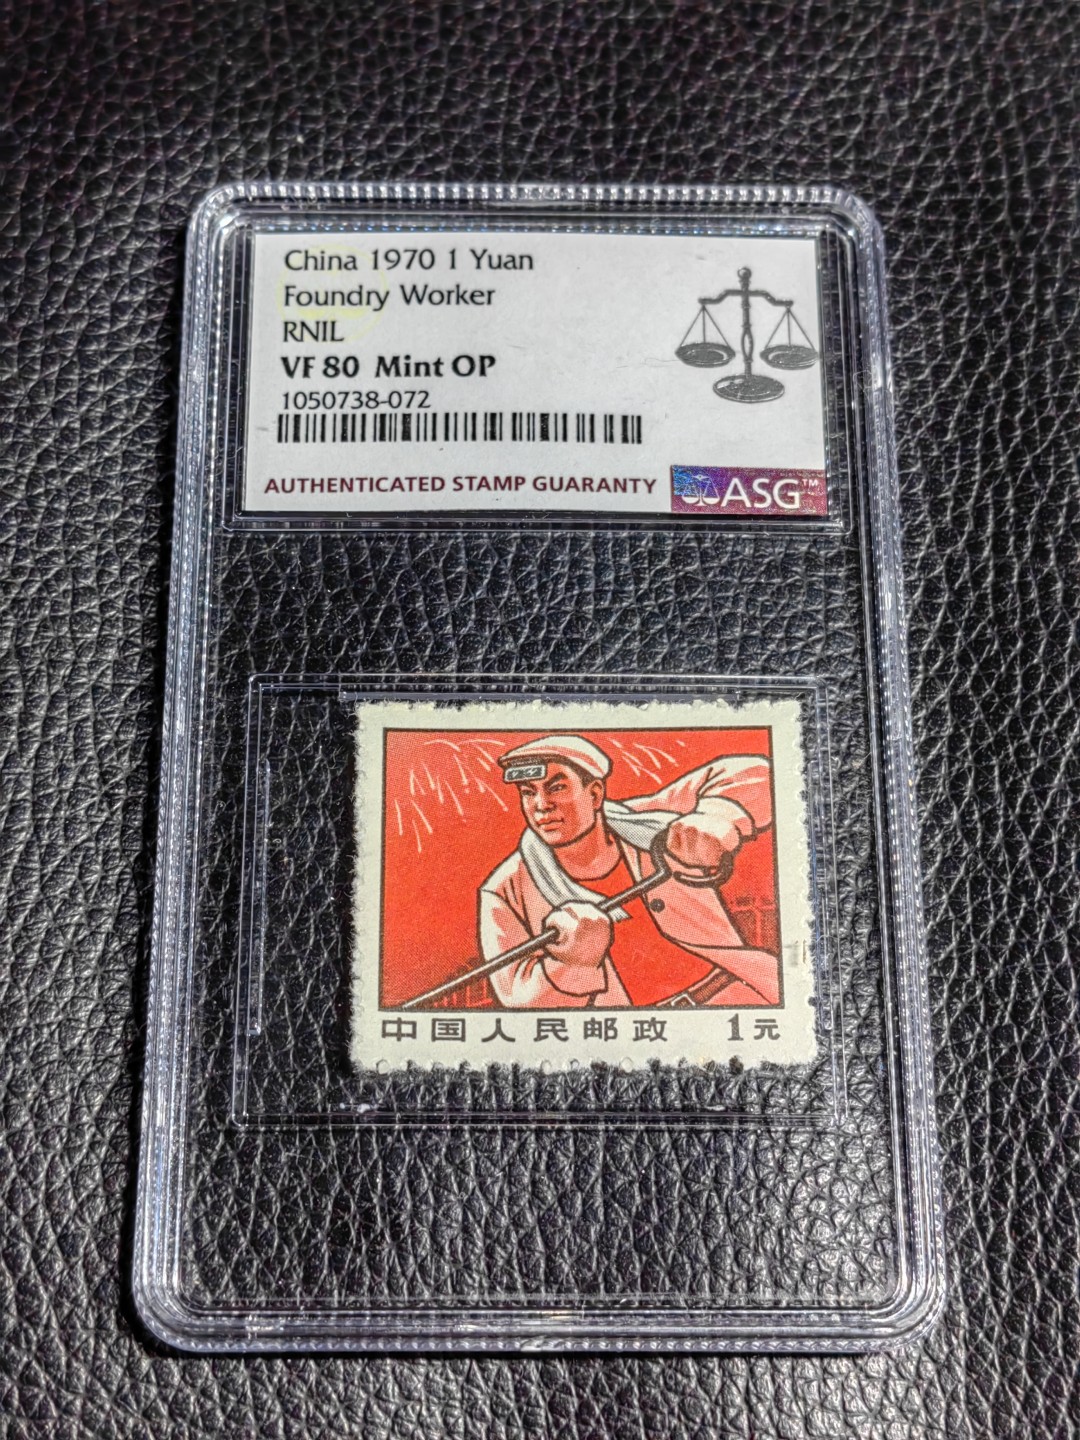 China 1970 1 Yuan
Foundry Worker
RNIL
VF 80 Mint OP
1050738-072
AUTHENTICATED STAMP GUARANTY
ASG™
中国人民邮政 1元